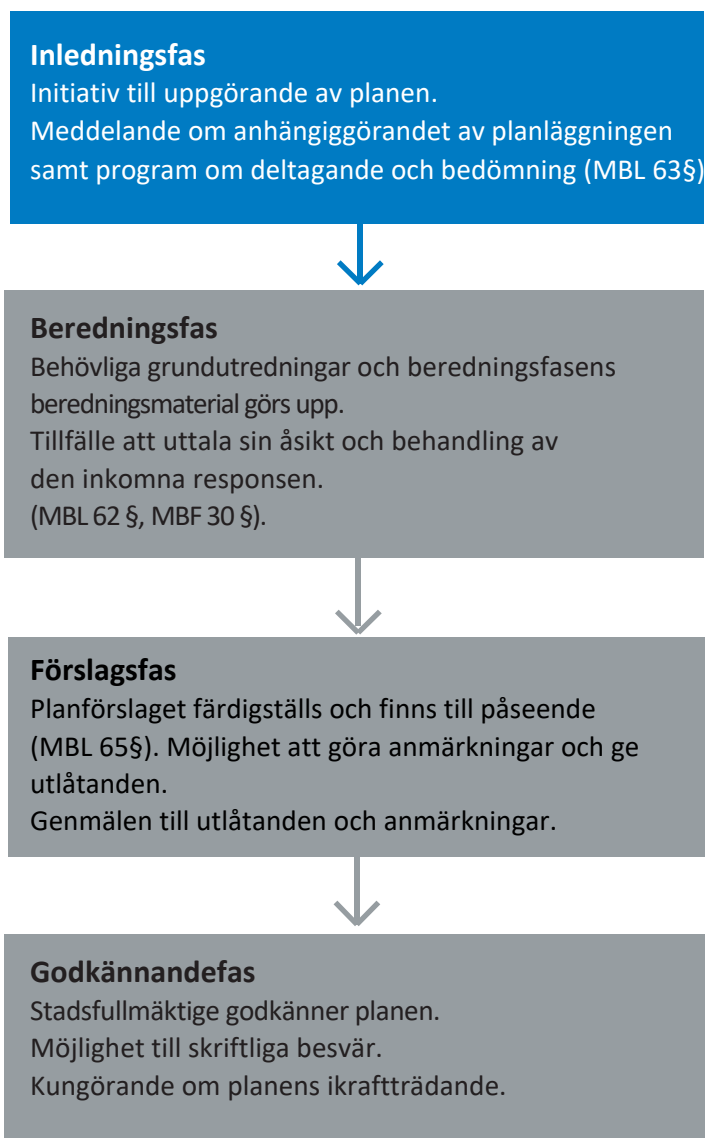 Inledningsfas
Initiativ till uppgörande av planen.
Meddelande om anhängiggörandet av planläggningen
samt program om deltagande och bedömning (MBL 63§)
Beredningsfas
Behövliga grundutredningar och beredningsfasens
beredningsmaterial görs upp.
Tillfälle att uttala sin åsikt och behandling av
den inkomna responsen.
(MBL 62 §, MBF 30 §).
Förslagsfas
Planförslaget färdigställs och finns till påseende
(MBL 65§). Möjlighet att göra anmärkningar och ge
utlåtanden.
Genmälen till utlåtanden och anmärkningar.
Godkännandefas
Stadsfullmäktige godkänner planen.
Möjlighet till skriftliga besvär.
Kungörande om planens ikraftträdande.